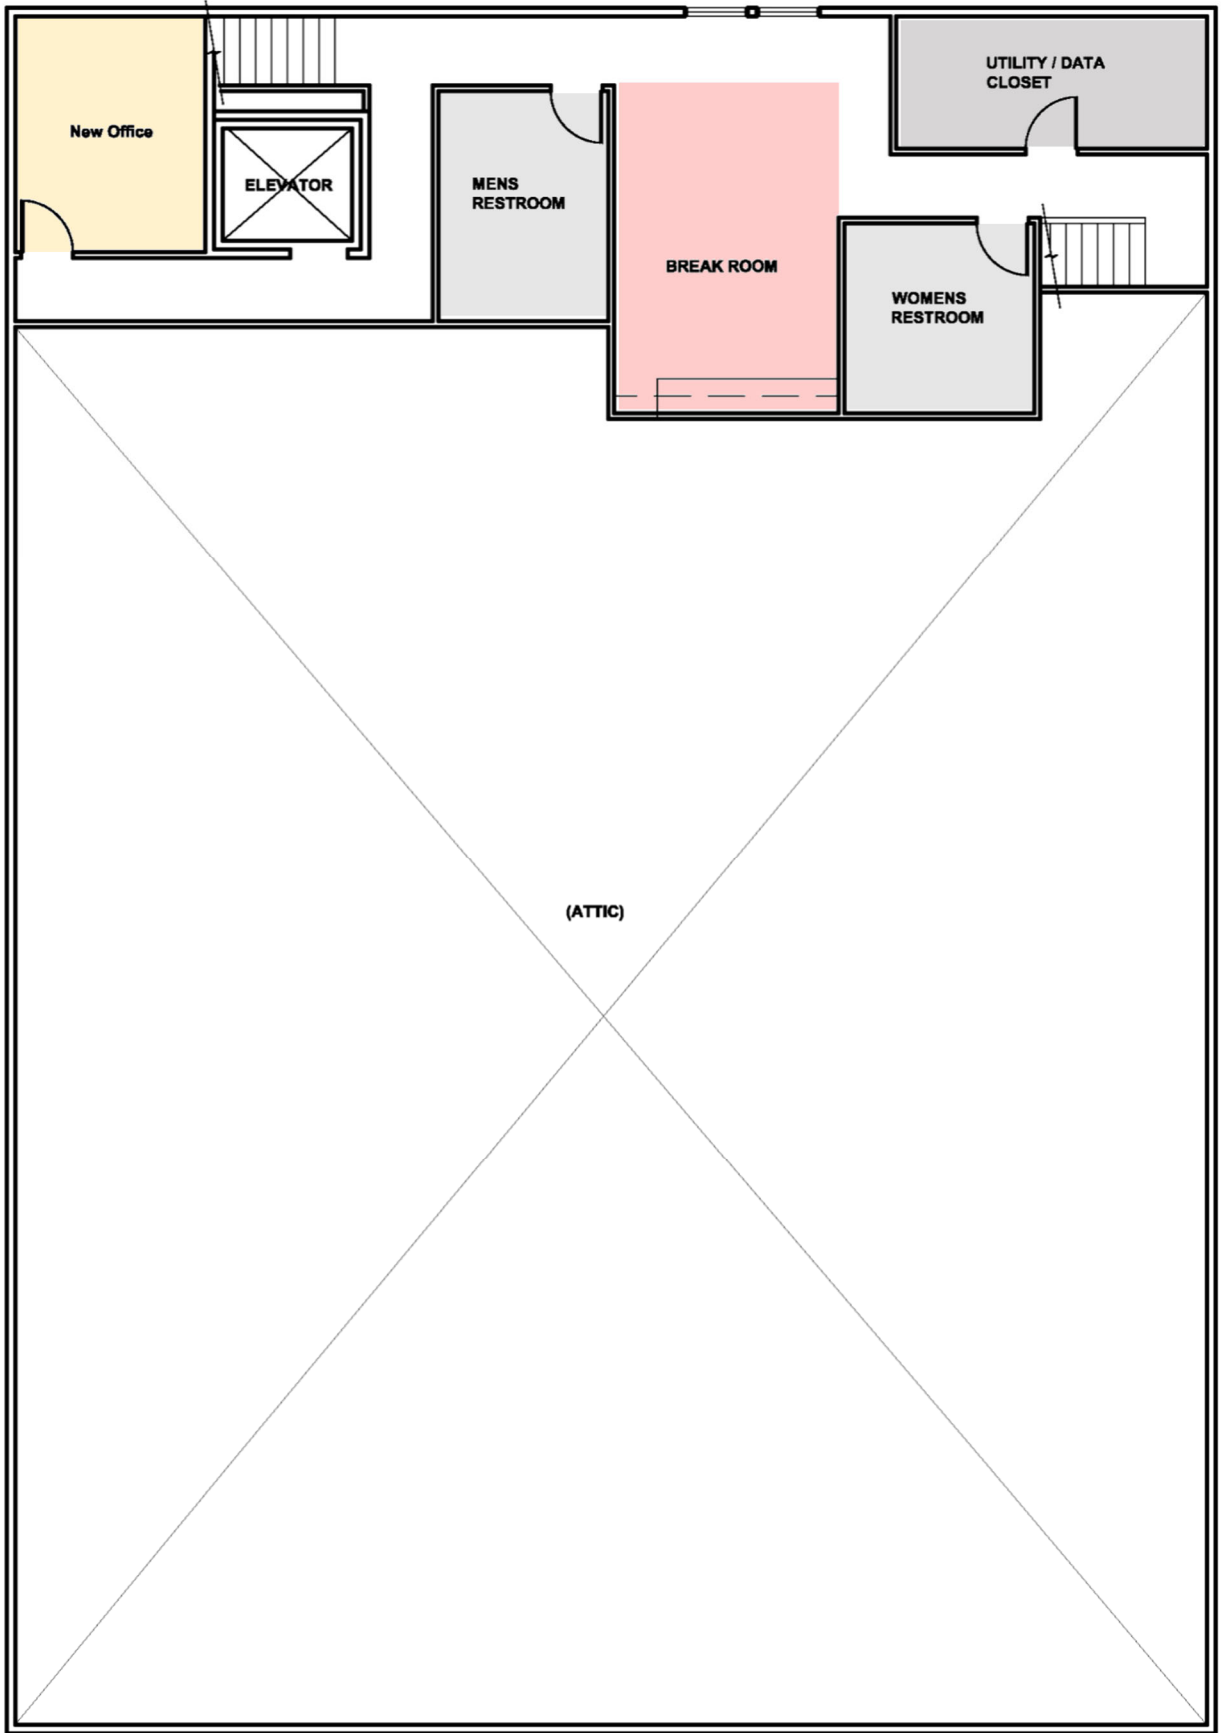 UTILITY / DATA
CLOSET
New Office
ELEVATOR
MENS
RESTROOM
BREAK ROOM
WOMENS
RESTROOM
(ATTIC)